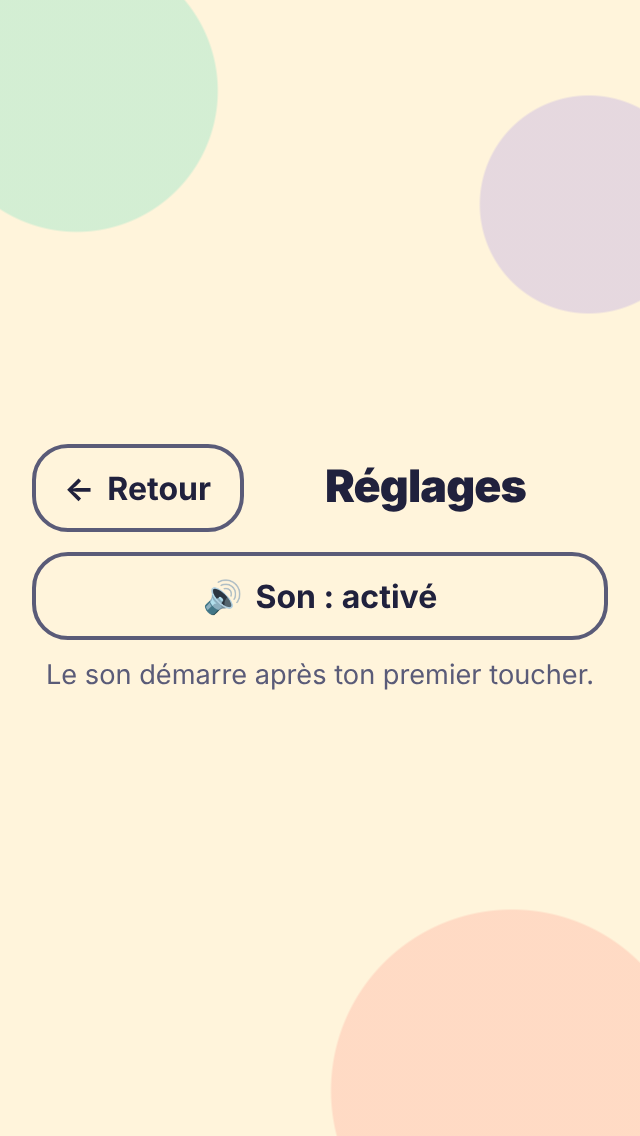 ← Retour
Réglages
🔊 Son : activé
Le son démarre après ton premier toucher.